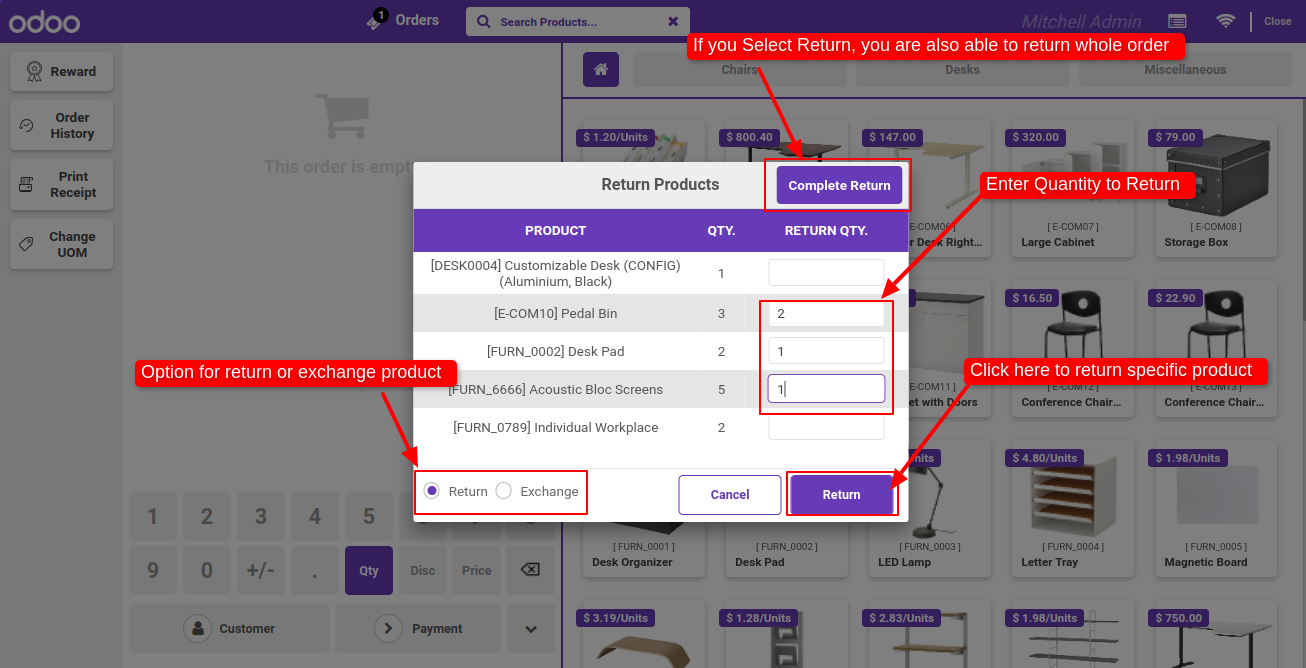 odoo
1
Orders
Search Products...
Mitchell Admin
Close
If you Select Return, you are also able to return whole order
Reward
Order
History
Print
Receipt
Change
UOM
This order is empt
Chairs
Desks
Miscellaneous
$ 1.20/Units
$ 800.40
$ 147.00
$ 320.00
$ 79.00
[ E-COM07 ]
[ E-COM08 ]
Desk Right...
Large Cabinet
Storage Box
Return Products
Complete Return
Enter Quantity to Return
PRODUCT
QTY.
RETURN QTY.
[DESK0004] Customizable Desk (CONFIG)
(Aluminium, Black)
1
[E-COM10] Pedal Bin
3
2
[FURN_0002] Desk Pad
2
1
[FURN_6666] Acoustic Bloc Screens
5
1
[FURN_0789] Individual Workplace
2
Return
Exchange
Cancel
Return
Option for return or exchange product
Click here to return specific product
$ 16.50
$ 22.90
[ E-COM12 ]
[ E-COM13 ]
Conference Chair...
Conference Chair...
$ 4.80/Units
$ 1.98/Units
[ FURN_0001 ]
[ FURN_0002 ]
[ FURN_0003 ]
[ FURN_0004 ]
[ FURN_0005 ]
Desk Organizer
Desk Pad
LED Lamp
Letter Tray
Magnetic Board
$ 3.19/Units
$ 1.28/Units
$ 2.83/Units
$ 1.98/Units
$ 750.00
1
2
3
4
5
9
0
+/-
.
Qty
Disc
Price
Customer
Payment